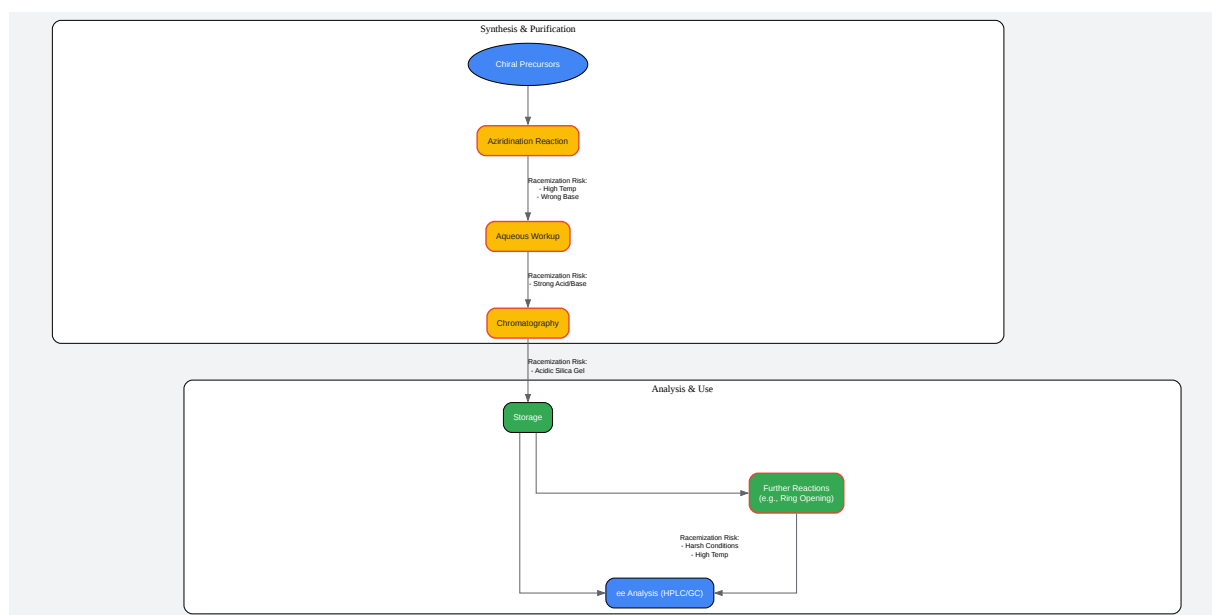 Synthesis & Purification
Chiral Precursors
Aziridination Reaction
Racemization Risk:
- High Temp
- Wrong Base
Aqueous Workup
Racemization Risk:
- Strong Acid/Base
Chromatography
Racemization Risk:
- Acidic Silica Gel
Analysis & Use
Storage
Further Reactions
(e.g., Ring Opening)
Racemization Risk:
- Harsh Conditions
- High Temp
ee Analysis (HPLC/GC)